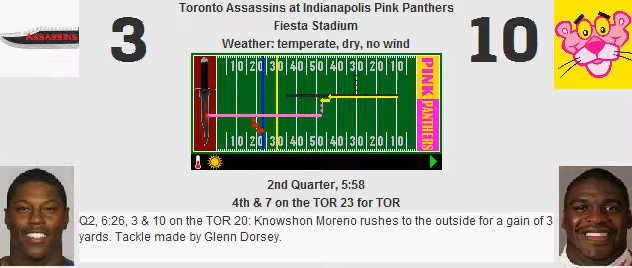 Toronto Assassins at Indianapolis Pink Panthers
Fiesta Stadium
Weather: temperate, dry, no wind
ASSASSINS
3
10
10 20 30 40 50 40 30 20 10
PINK
PANTHERS
10 20 30 40 50 40 30 20 10
2nd Quarter, 5:58
4th & 7 on the TOR 23 for TOR
Q2, 6:26, 3 & 10 on the TOR 20: Knowshon Moreno rushes to the outside for a gain of 3
yards. Tackle made by Glenn Dorsey.